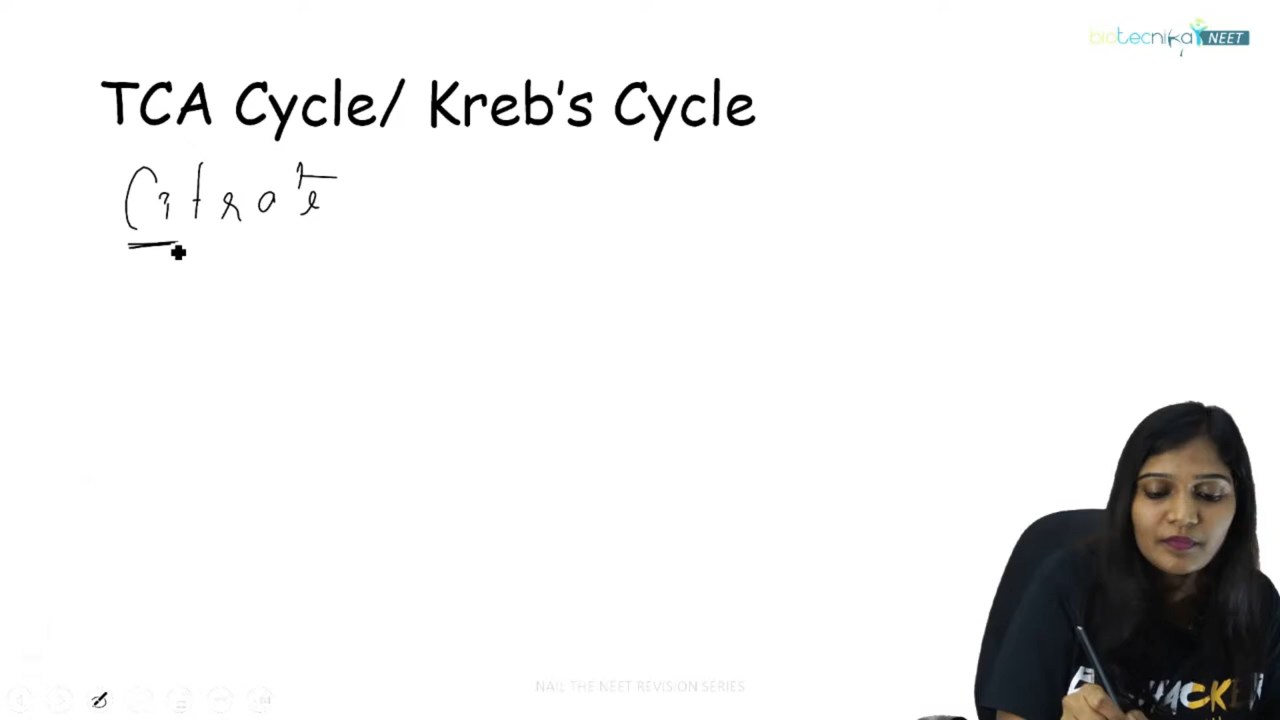 biotecnika NEET
TCA Cycle/ Kreb's Cycle
Citrate
NAIL THE NEET REVISION SERIES